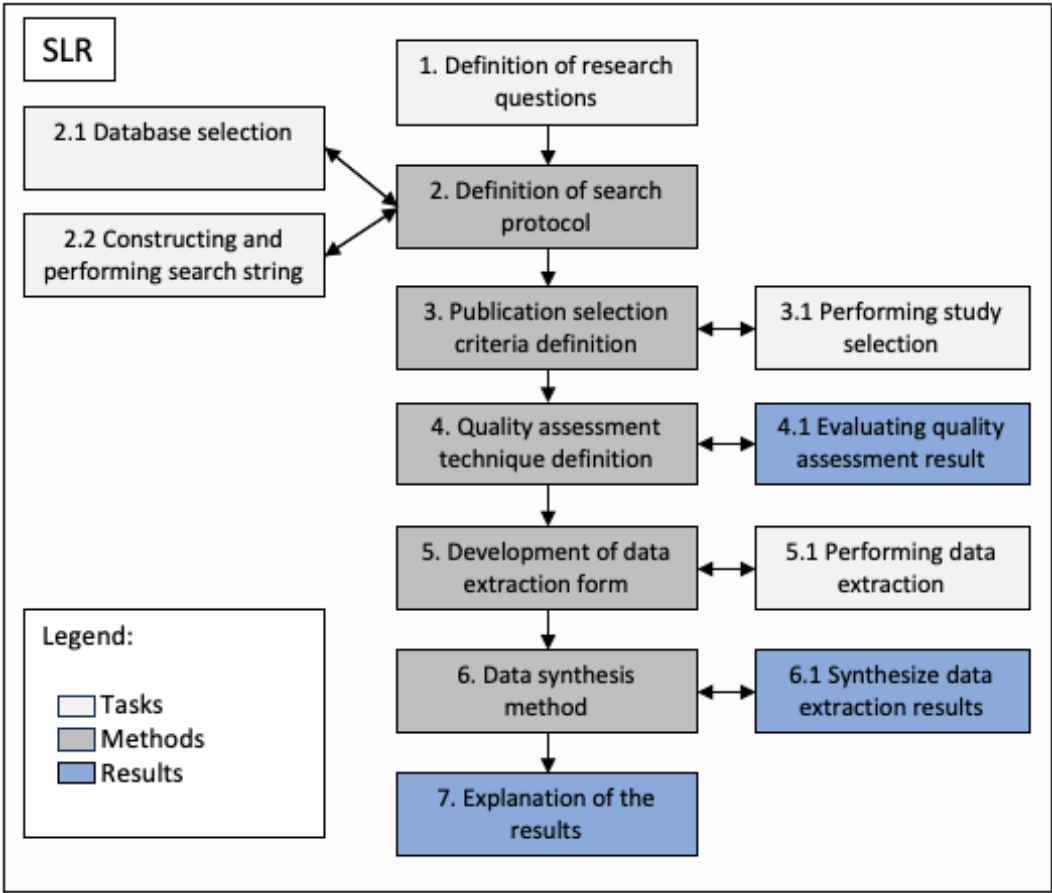 SLR
1. Definition of research
questions
2.1 Database selection
2. Definition of search
protocol
2.2 Constructing and
performing search string
3. Publication selection
criteria definition
3.1 Performing study
selection
4. Quality assessment
technique definition
4.1 Evaluating quality
assessment result
5. Development of data
extraction form
5.1 Performing data
extraction
6. Data synthesis
method
6.1 Synthesize data
extraction results
7. Explanation of the
results
Legend:
Tasks
Methods
Results